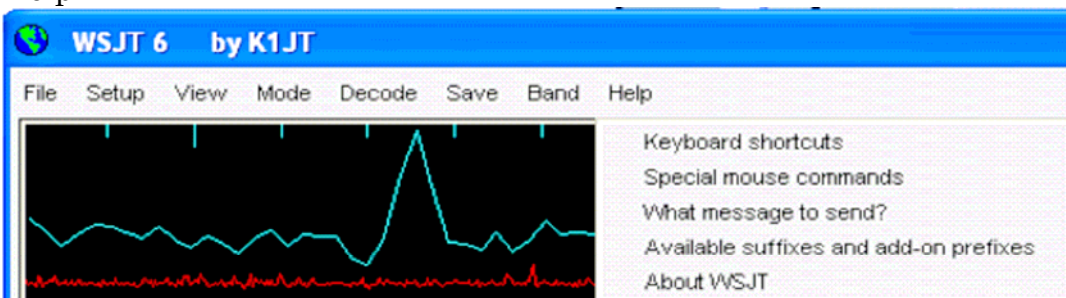 WSJT 6 by K1JT
File Setup View Mode Decode Save Band Help
Keyboard shortcuts
Special mouse commands
What message to send?
Available suffixes and add-on prefixes
About WSJT